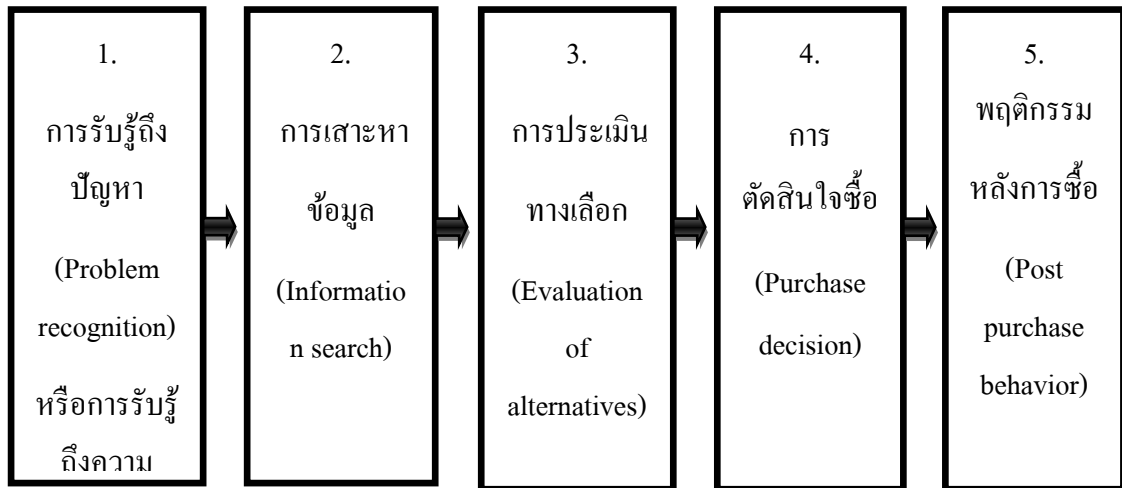 1.
การรับรู้ถึง
ปัญหา
(Problem
recognition)
หรือการรับรู้
ถึงความ
2.
การเสาะหา
ข้อมูล
(Informatio
n search)
3.
การประเมิน
ทางเลือก
(Evaluation
of
alternatives)
4.
การ
ตัดสินใจซื้อ
(Purchase
decision)
5.
พฤติกรรม
หลังการซื้อ
(Post
purchase
behavior)